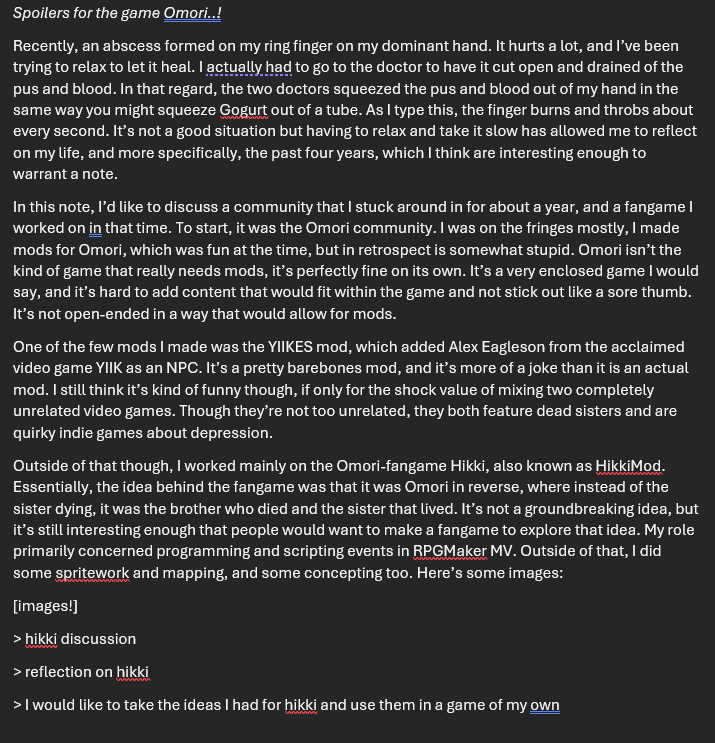 Spoilers for the game Omori..!
Recently, an abscess formed on my ring finger on my dominant hand. It hurts a lot, and I've been
trying to relax to let it heal. I actually had to go to the doctor to have it cut open and drained of the
pus and blood. In that regard, the two doctors squeezed the pus and blood out of my hand in the
same way you might squeeze Gogurt out of a tube. As I type this, the finger burns and throbs about
every second. It's not a good situation but having to relax and take it slow has allowed me to reflect
on my life, and more specifically, the past four years, which I think are interesting enough to
warrant a note.
In this note, I'd like to discuss a community that I stuck around in for about a year, and a fangame I
worked on in that time. To start, it was the Omori community. I was on the fringes mostly, I made
mods for Omori, which was fun at the time, but in retrospect is somewhat stupid. Omori isn't the
kind of game that really needs mods, it's perfectly fine on its own. It's a very enclosed game I would
say, and it's hard to add content that would fit within the game and not stick out like a sore thumb.
It's not open-ended in a way that would allow for mods.
One of the few mods I made was the YIIKES mod, which added Alex Eagleson from the acclaimed
video game YIIK as an NPC. It's a pretty barebones mod, and it's more of a joke than it is an actual
mod. I still think it's kind of funny though, if only for the shock value of mixing two completely
unrelated video games. Though they're not too unrelated, they both feature dead sisters and are
quirky indie games about depression.
Outside of that though, I worked mainly on the Omori-fangame Hikki, also known as HikkiMod.
Essentially, the idea behind the fangame was that it was Omori in reverse, where instead of the
sister dying, it was the brother who died and the sister that lived. It's not a groundbreaking idea, but
it's still interesting enough that people would want to make a fangame to explore that idea. My role
primarily concerned programming and scripting events in RPGMaker MV. Outside of that, I did
some spritework and mapping, and some concepting too. Here's some images:
[images!]
> hikki discussion
> reflection on hikki
> I would like to take the ideas I had for hikki and use them in a game of my own